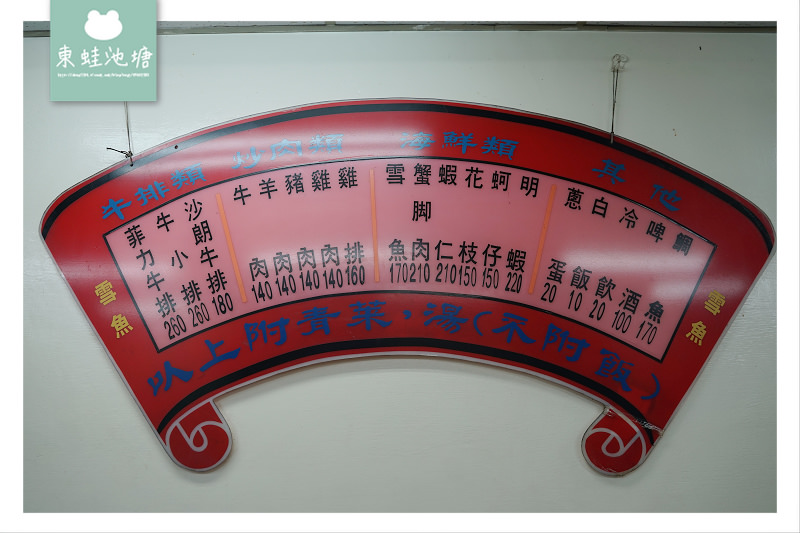 東蛙池塘
牛排類 炒肉類 海鮮類 其他
菲力牛排 260
牛小排 260
沙朗牛排 180
牛肉 140
羊肉 140
豬肉 140
雞肉 140
雞排 160
雪魚 170
蟹脚肉 210
蝦仁 210
花枝 150
蚵仔 150
明蝦 220
蔥蛋 20
白飯 10
冷飲 20
啤酒 100
鯛魚 170
雪魚
雪魚
以上附青菜,湯(不附飯)